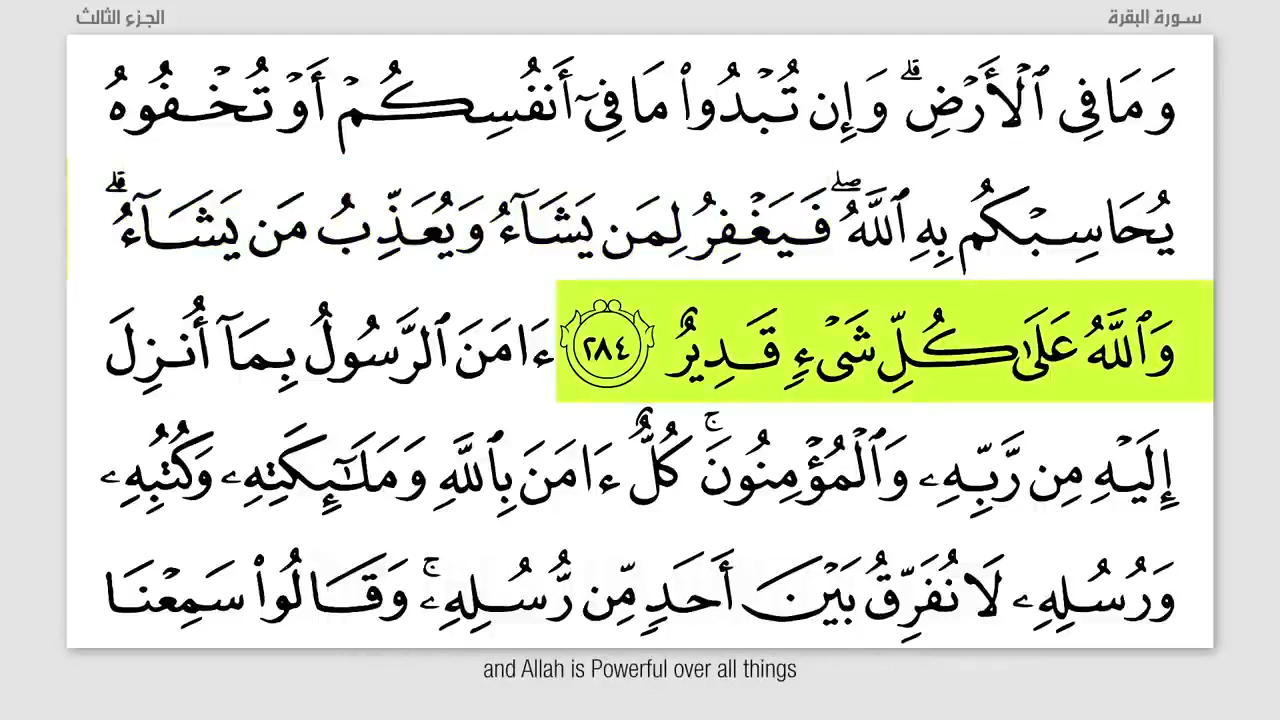 سورة البقرة
الجزء الثالث
وَمَا فِى ٱلْأَرْضِ ۗ وَإِن تُبْدُوا۟ مَا فِىٓ أَنفُسِكُمْ أَوْ تُخْفُوهُ
يُحَاسِبْكُم بِهِ ٱللَّهُ ۖ فَيَغْفِرُ لِمَن يَشَآءُ وَيُعَذِّبُ مَن يَشَآءُ ۗ
وَٱللَّهُ عَلَىٰ كُلِّ شَىْءٍ قَدِيرٌ ٢٨٤ ءَامَنَ ٱلرَّسُولُ بِمَآ أُنزِلَ
إِلَيْهِ مِن رَّبِّهِۦ وَٱلْمُؤْمِنُونَ ۚ كُلٌّ ءَامَنَ بِٱللَّهِ وَمَلَـٰٓئِكَتِهِۦ وَكُتُبِهِۦ
وَرُسُلِهِۦ لَا نُفَرِّقُ بَيْنَ أَحَدٍ مِّن رُّسُلِهِۦ ۚ وَقَالُوا۟ سَمِعْنَا
and Allah is Powerful over all things